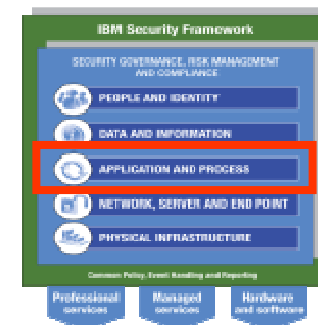 IBM Security Framework
SECURITY GOVERNANCE, RISK MANAGEMENT
AND COMPLIANCE
PEOPLE AND IDENTITY
DATA AND INFORMATION
APPLICATION AND PROCESS
NETWORK, SERVER AND END POINT
PHYSICAL INFRASTRUCTURE
Common Policy, Event Handling and Reporting
Professional
services
Managed
services
Hardware
and software